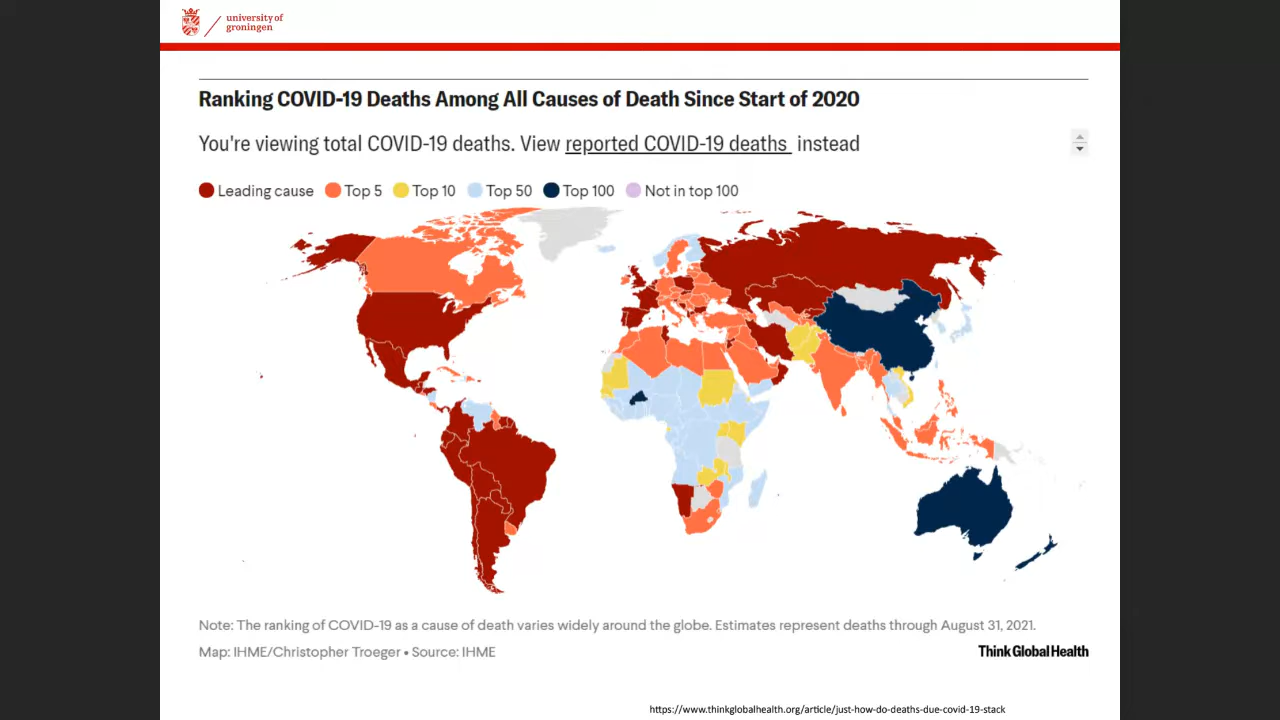 university of
groningen
Ranking COVID-19 Deaths Among All Causes of Death Since Start of 2020
You're viewing total COVID-19 deaths. View reported COVID-19 deaths instead
Leading cause Top 5 Top 10 Top 50 Top 100 Not in top 100
Note: The ranking of COVID-19 as a cause of death varies widely around the globe. Estimates represent deaths through August 31, 2021.
Map: IHME/Christopher Troeger • Source: IHME
Think Global Health
https://www.thinkglobalhealth.org/article/just-how-do-deaths-due-covid-19-stack